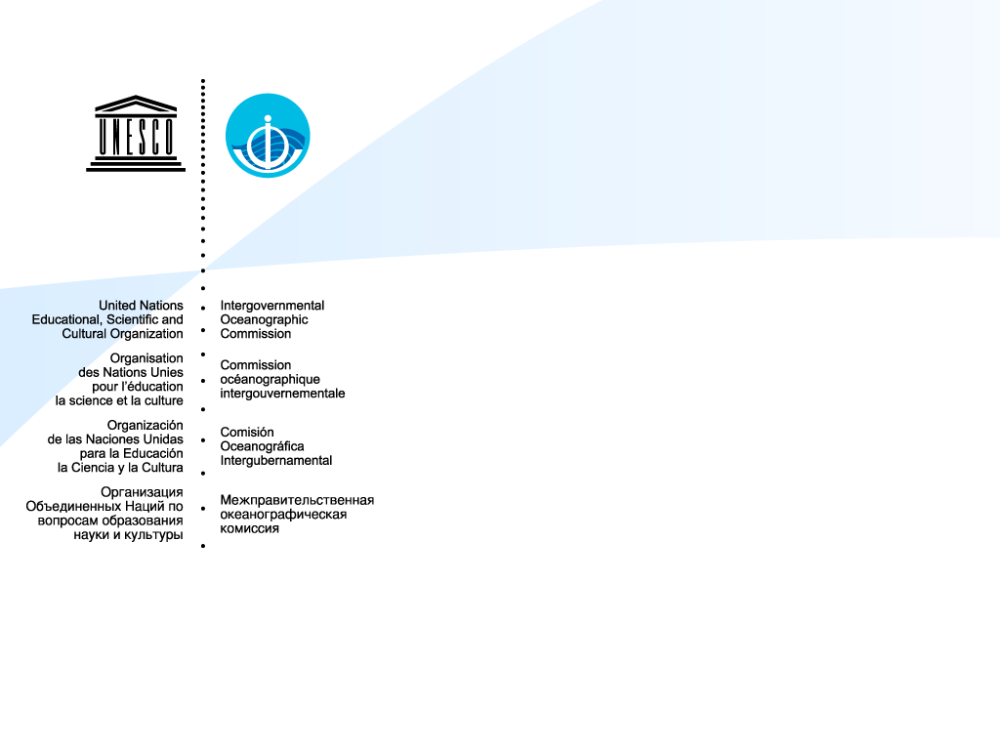 UNESCO
United Nations
Educational, Scientific and
Cultural Organization
Intergovernmental
Oceanographic
Commission
Organisation
des Nations Unies
pour l'éducation
la science et la culture
Commission
océanographique
intergouvernementale
Organización
de las Naciones Unidas
para la Educación
la Ciencia y la Cultura
Comisión
Oceanográfica
Intergubernamental
Организация
Объединенных Наций по
вопросам образования
науки и культуры
Межправительственная
океанографическая
комиссия